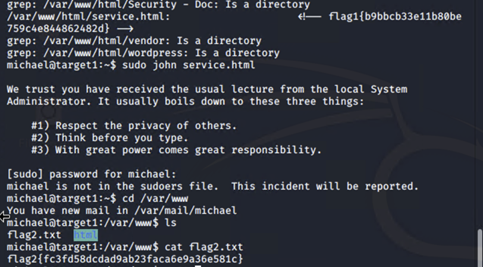 grep: /var/www/html/Security - Doc: Is a directory
/var/www/html/service.html: <!-- flag1{b9bbcb33e11b80be
759c4e844862482d} -->
grep: /var/www/html/vendor: Is a directory
grep: /var/www/html/wordpress: Is a directory
michael@target1:~$ sudo john service.html
We trust you have received the usual lecture from the local System
Administrator. It usually boils down to these three things:
#1) Respect the privacy of others.
#2) Think before you type.
#3) With great power comes great responsibility.
[sudo] password for michael:
michael is not in the sudoers file. This incident will be reported.
michael@target1:~$ cd /var/www
You have new mail in /var/mail/michael
michael@target1:/var/www$ ls
flag2.txt html
michael@target1:/var/www$ cat flag2.txt
flag2{fc3fd58dcdad9ab23faca6e9a36e581c}